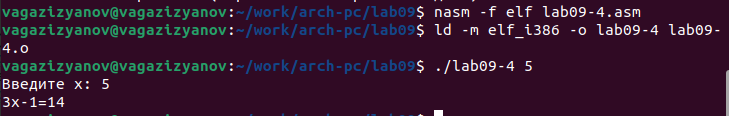 vagazizyanov@vagazizyanov:~/work/arch-pc/lab09$ nasm -f elf lab09-4.asm
vagazizyanov@vagazizyanov:~/work/arch-pc/lab09$ ld -m elf_i386 -o lab09-4 lab09-
4.o
vagazizyanov@vagazizyanov:~/work/arch-pc/lab09$ ./lab09-4 5
Введите x: 5
3x-1=14